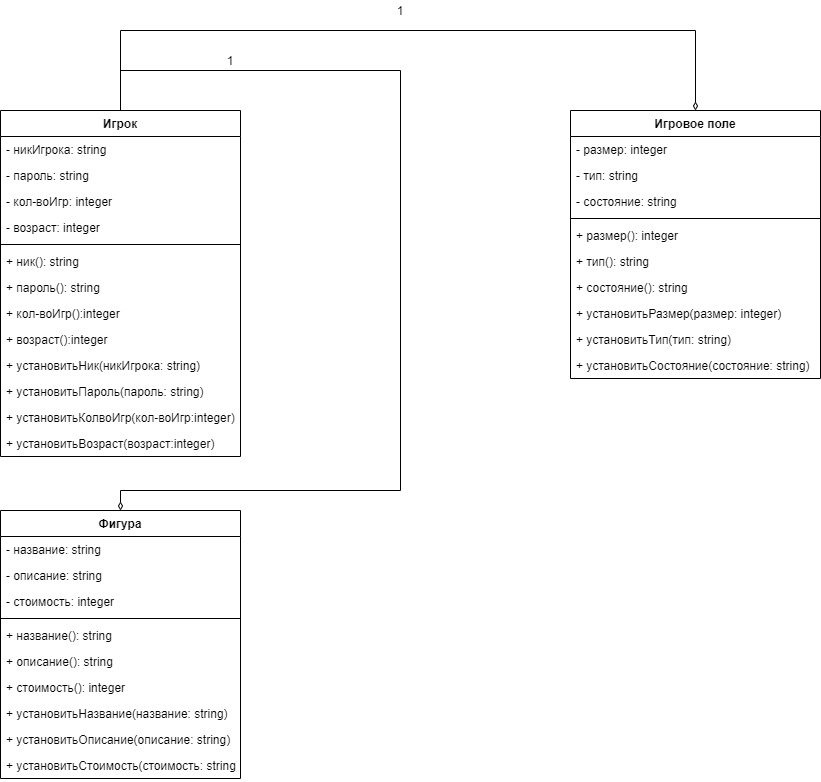 1
1
Игрок
- никИгрока: string
- пароль: string
- кол-воИгр: integer
- возраст: integer
+ ник(): string
+ пароль(): string
+ кол-воИгр():integer
+ возраст():integer
+ установитьНик(никИгрока: string)
+ установитьПароль(пароль: string)
+ установитьКолвоИгр(кол-воИгр:integer)
+ установитьВозраст(возраст:integer)
Игровое поле
- размер: integer
- тип: string
- состояние: string
+ размер(): integer
+ тип(): string
+ состояние(): string
+ установитьРазмер(размер: integer)
+ установитьТип(тип: string)
+ установитьСостояние(состояние: string)
Фигура
- название: string
- описание: string
- стоимость: integer
+ название(): string
+ описание(): string
+ стоимость(): integer
+ установитьНазвание(название: string)
+ установитьОписание(описание: string)
+ установитьСтоимость(стоимость: string